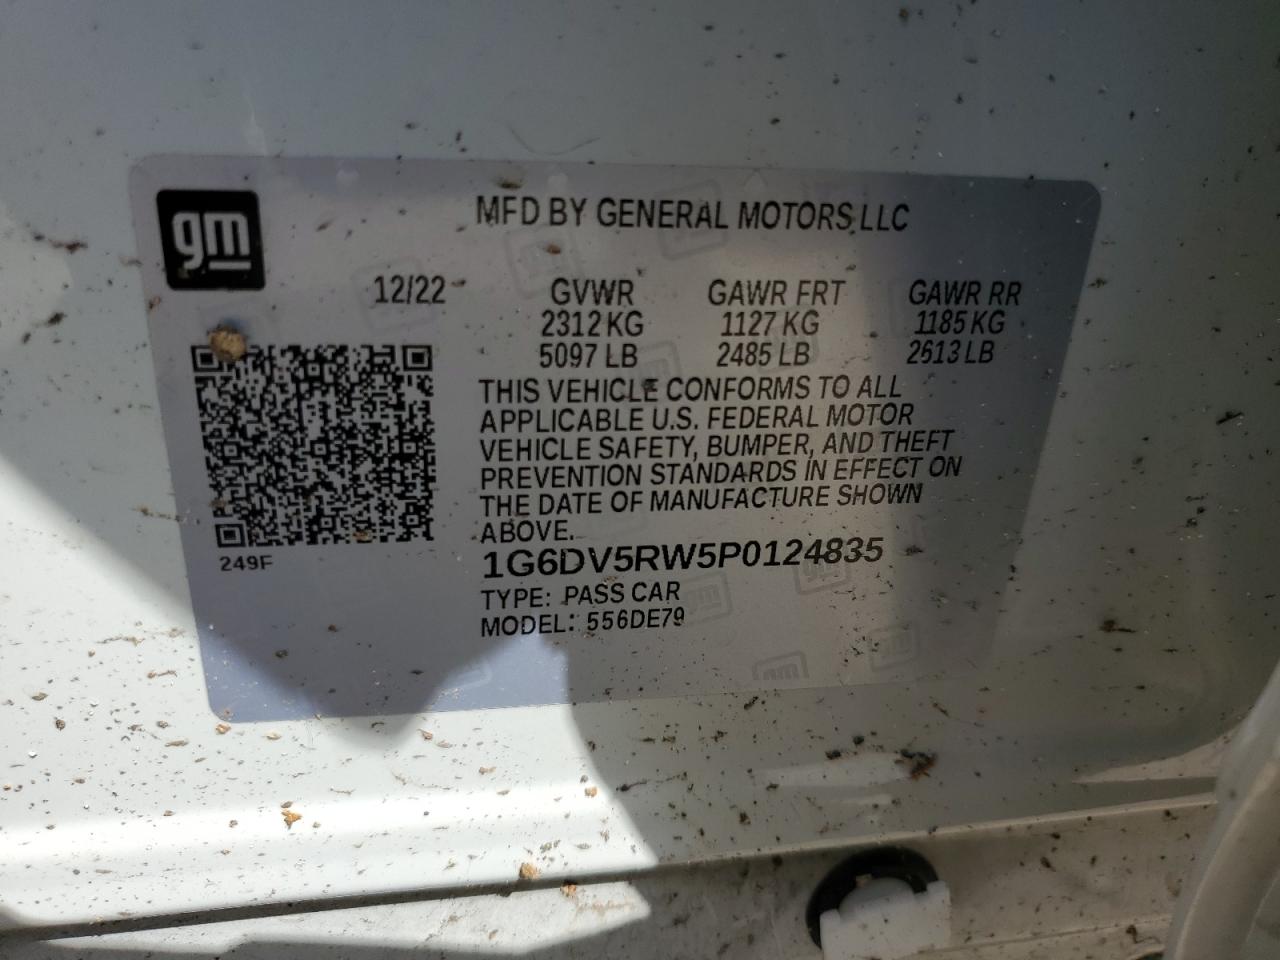 gm
MFD BY GENERAL MOTORS LLC
12/22 GVWR GAWR FRT GAWR RR
2312 KG 1127 KG 1185 KG
5097 LB 2485 LB 2613 LB
THIS VEHICLE CONFORMS TO ALL
APPLICABLE U.S. FEDERAL MOTOR
VEHICLE SAFETY, BUMPER, AND THEFT
PREVENTION STANDARDS IN EFFECT ON
THE DATE OF MANUFACTURE SHOWN
ABOVE.
249F
1G6DV5RW5P0124835
TYPE: PASS CAR
MODEL: 556DE79